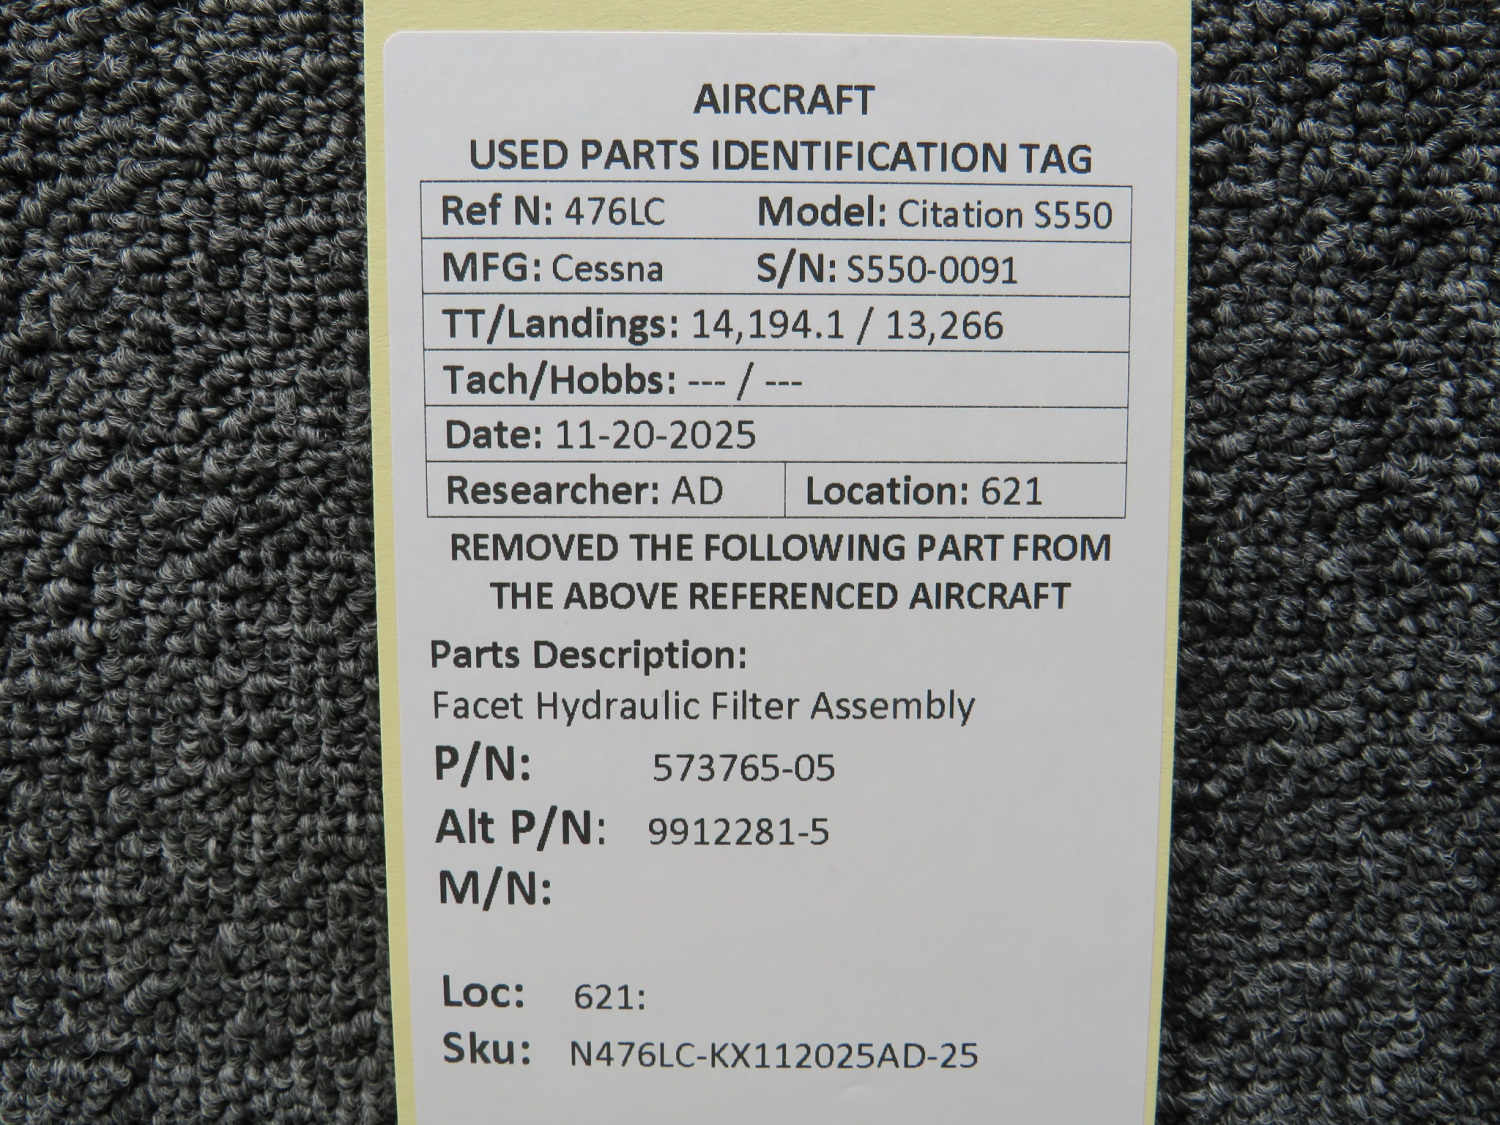 AIRCRAFT
USED PARTS IDENTIFICATION TAG
Ref N: 476LC Model: Citation S550
MFG: Cessna S/N: S550-0091
TT/Landings: 14,194.1 / 13,266
Tach/Hobbs: --- / ---
Date: 11-20-2025
Researcher: AD Location: 621
REMOVED THE FOLLOWING PART FROM
THE ABOVE REFERENCED AIRCRAFT
Parts Description:
Facet Hydraulic Filter Assembly
P/N: 573765-05
Alt P/N: 9912281-5
M/N:
Loc: 621:
Sku: N476LC-KX112025AD-25